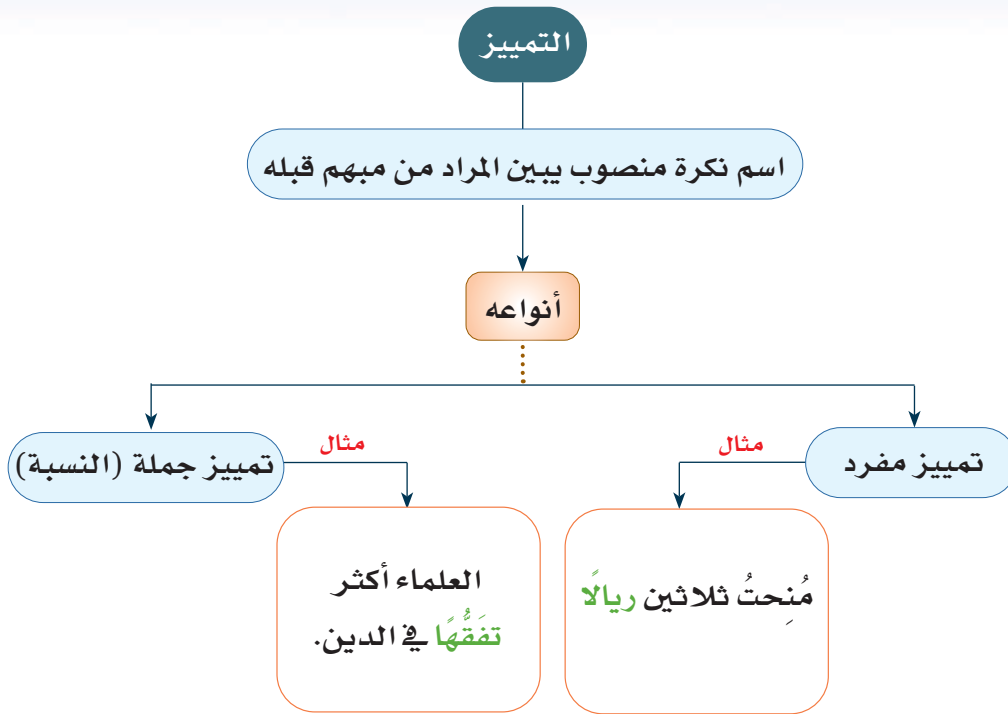 التمييز
اسم نكرة منصوب يبين المراد من مبهم قبله
أنواعه
تمييز مفرد
مثال
مُنِحتُ ثلاثين ريالًا
تمييز جملة (النسبة)
مثال
العلماء أكثر
تفَقُّهًا في الدين.